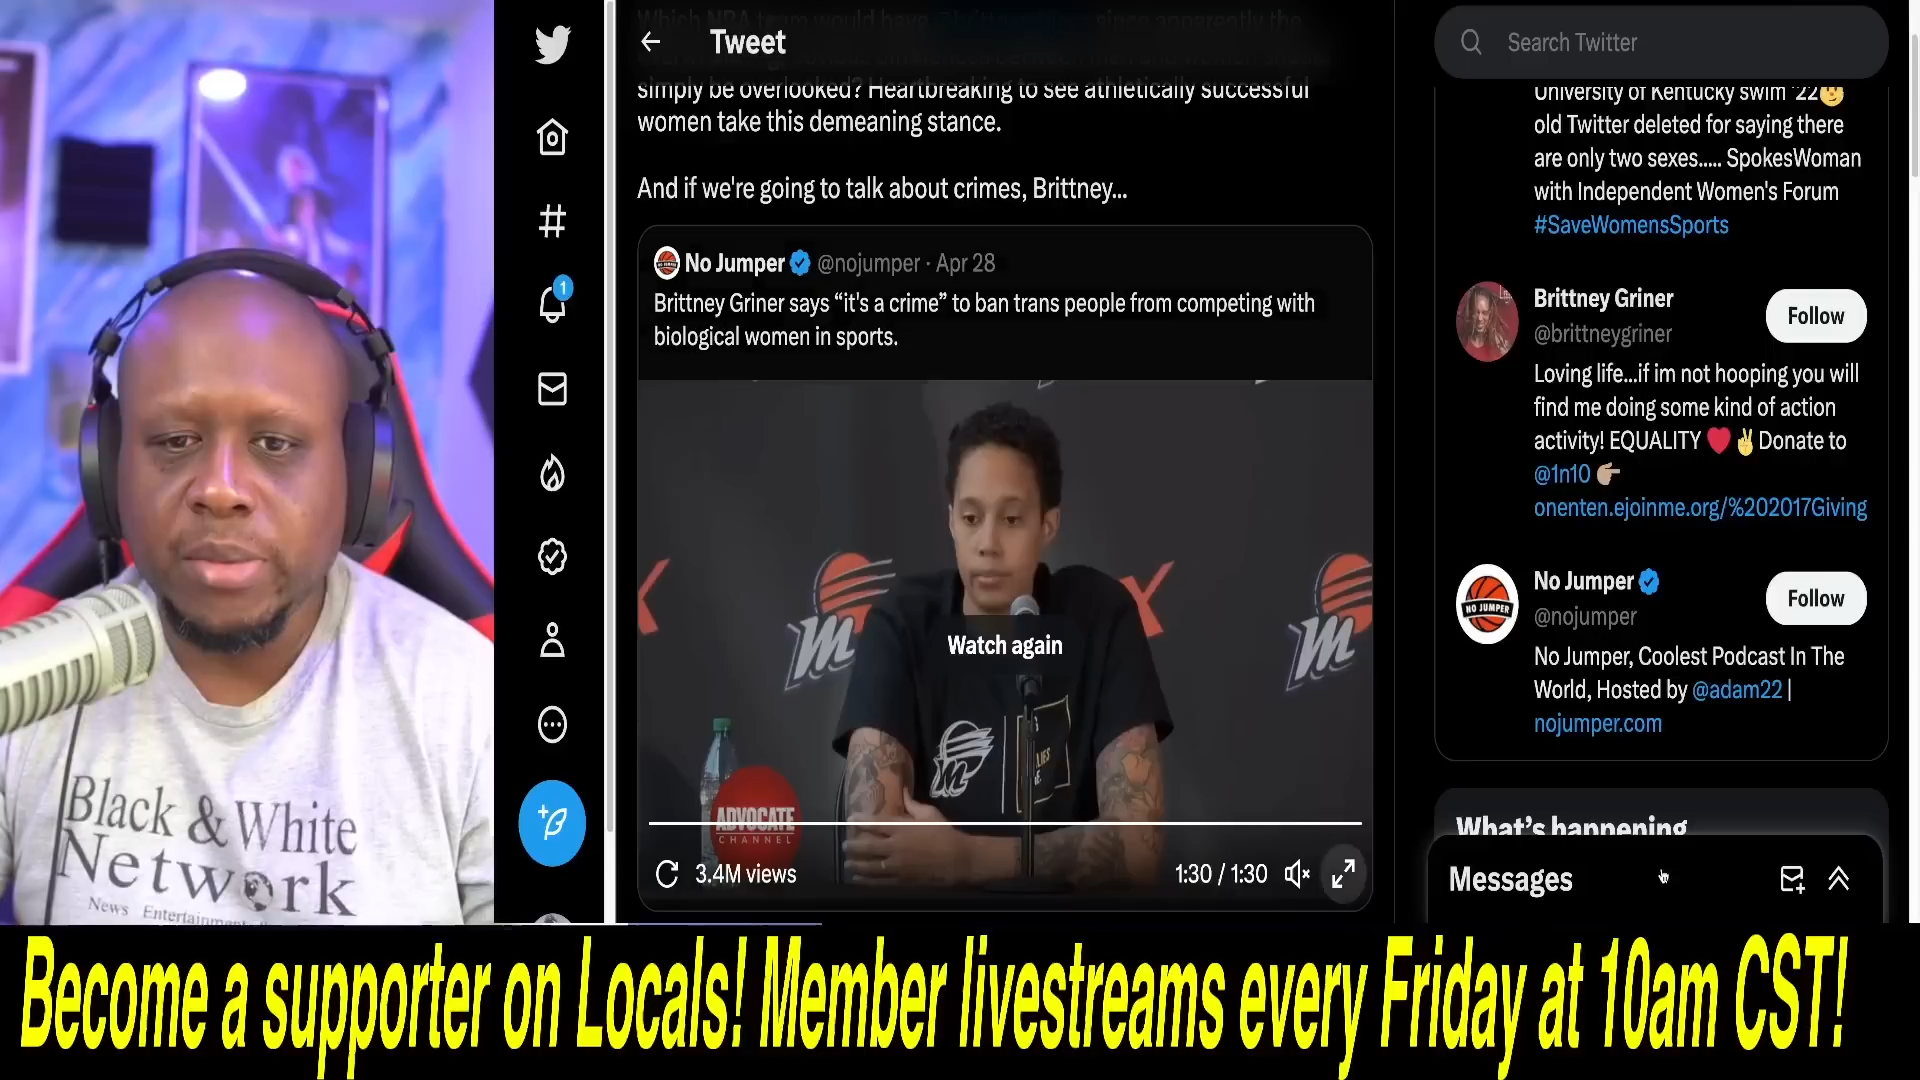 Tweet
simply be overlooked? Heartbreaking to see athletically successful
women take this demeaning stance.
And if we're going to talk about crimes, Brittney...
No Jumper @nojumper · Apr 28
Brittney Griner says “it's a crime” to ban trans people from competing with
biological women in sports.
Watch again
ADVOCATE
CHANNEL
3.4M views
1:30 / 1:30
Search Twitter
University of Kentucky swim '22
old Twitter deleted for saying there
are only two sexes..... SpokesWoman
with Independent Women's Forum
#SaveWomensSports
Brittney Griner
@brittneygriner
Follow
Loving life...if im not hooping you will
find me doing some kind of action
activity! EQUALITY ❤️✌🏼Donate to
@1n10 👉🏽
onenten.ejoinme.org/%202017Giving
NO JUMPER
No Jumper
@nojumper
Follow
No Jumper, Coolest Podcast In The
World, Hosted by @adam22 |
nojumper.com
What's happening
Messages
1
Black & White
Network
News Entertainment
Become a supporter on Locals! Member livestreams every Friday at 10am CST!